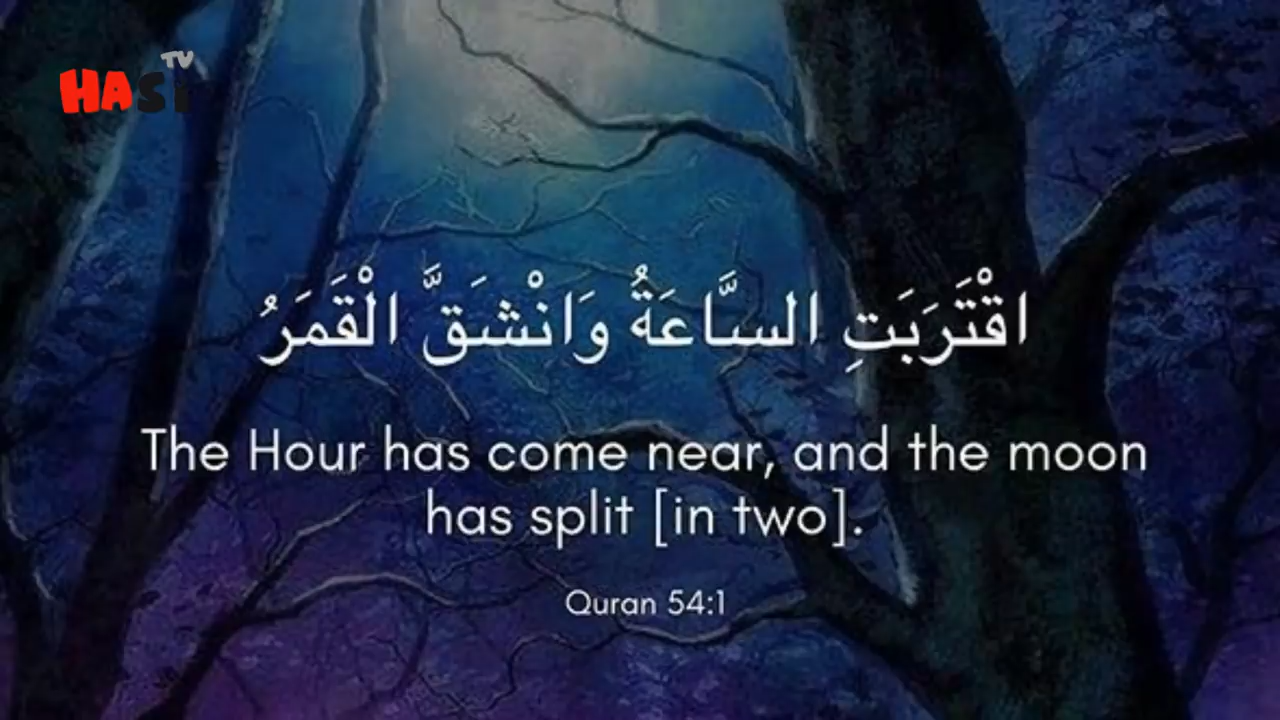 TV
HASI
اقْتَرَبَتِ السَّاعَةُ وَانْشَقَّ الْقَمَرُ
The Hour has come near, and the moon
has split [in two].
Quran 54:1